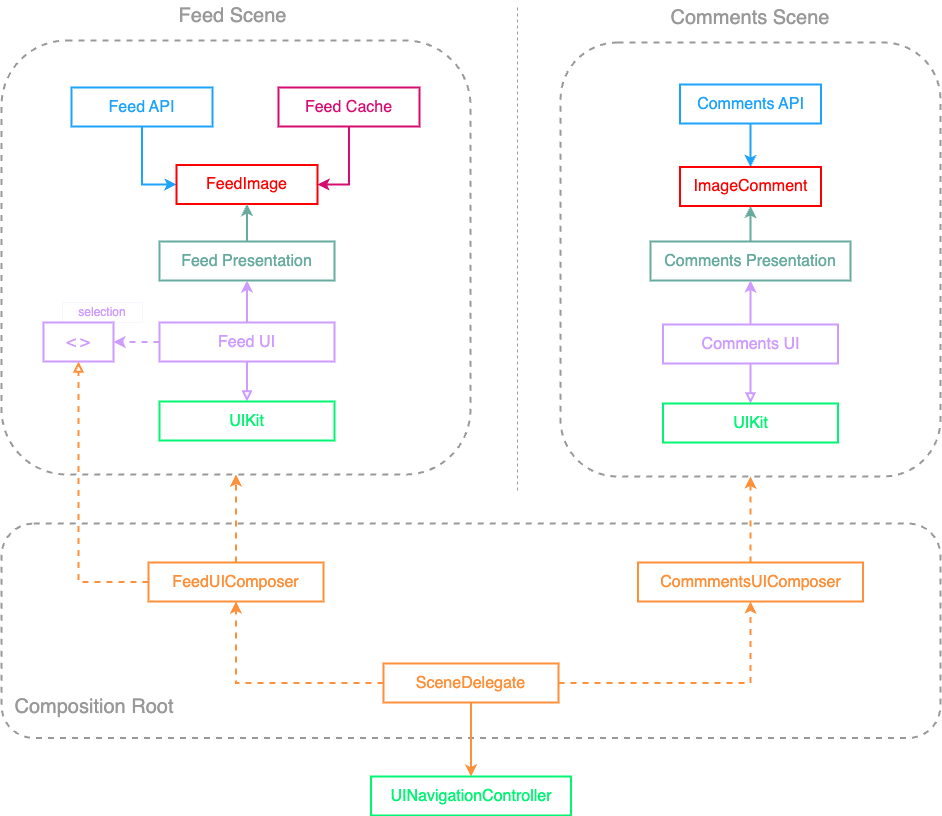 Feed Scene
Comments Scene
Feed API
Feed Cache
Comments API
FeedImage
ImageComment
Feed Presentation
Comments Presentation
selection
< >
Feed UI
Comments UI
UIKit
UIKit
FeedUIComposer
CommmentsUIComposer
SceneDelegate
Composition Root
UINavigationController